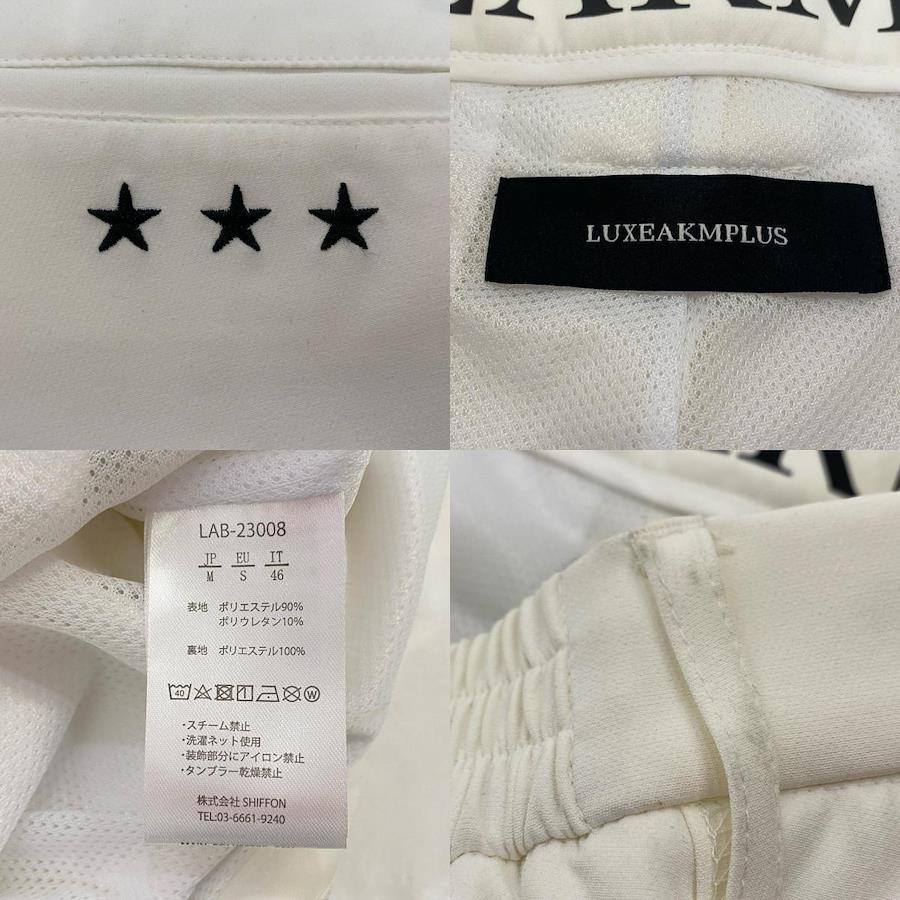 LUXEAKMPLUS
LAB-23008
JP EU IT
M S 46
表地 ポリエステル90%
ポリウレタン10%
裏地 ポリエステル100%
40 W
・スチーム禁止
・洗濯ネット使用
・装飾部分にアイロン禁止
・タンブラー乾燥禁止
株式会社 SHIFFON
TEL:03-6661-9240